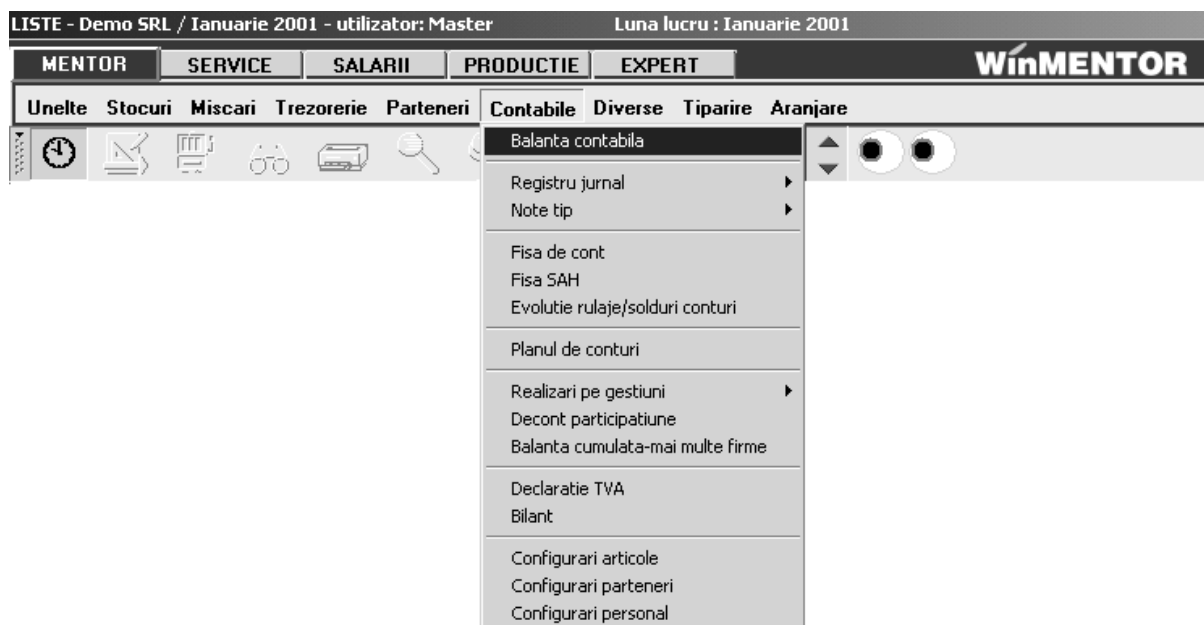 LISTE - Demo SRL / Ianuarie 2001 - utilizator: Master Luna lucru : Ianuarie 2001
MENTOR SERVICE SALARII PRODUCTIE EXPERT WinMENTOR
Unelte Stocuri Miscari Trezorerie Parteneri Contabile Diverse Tiparire Aranjare
Balanta contabila
Registru jurnal
Note tip
Fisa de cont
Fisa SAH
Evolutie rulaje/solduri conturi
Planul de conturi
Realizari pe gestiuni
Decont participatiune
Balanta cumulata-mai multe firme
Declaratie TVA
Bilant
Configurari articole
Configurari parteneri
Configurari personal